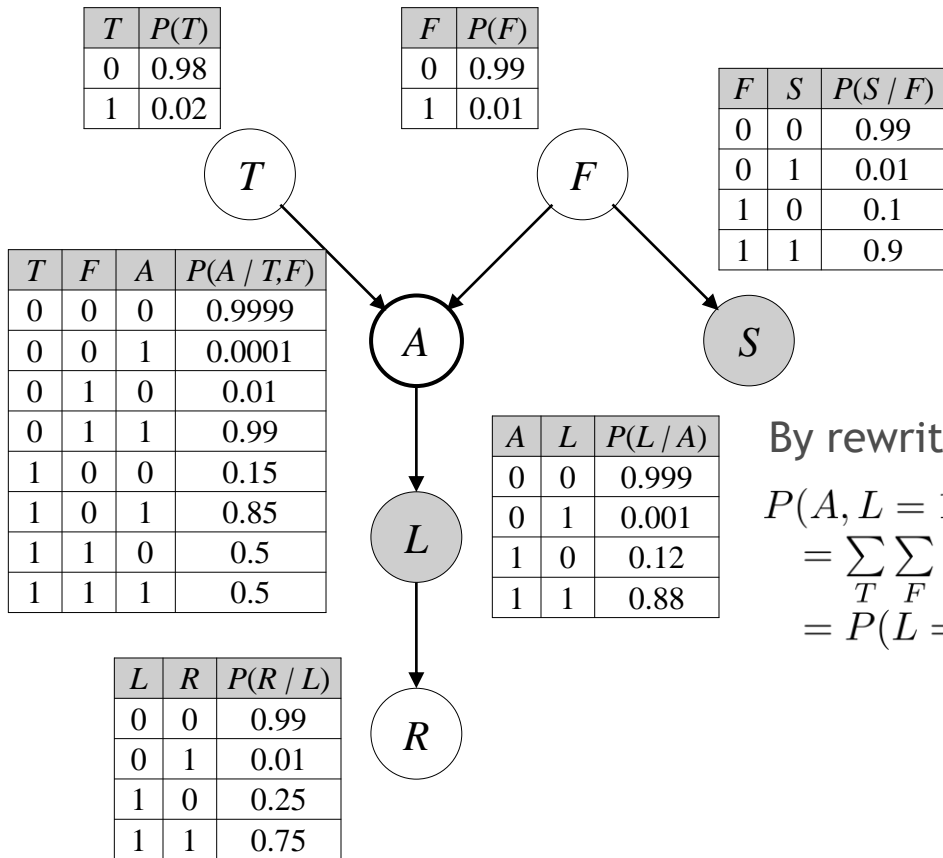 T P(T)
0 0.98
1 0.02
F P(F)
0 0.99
1 0.01
F S P(S / F)
0 0 0.99
0 1 0.01
1 0 0.1
1 1 0.9
T
F
T F A P(A / T,F)
0 0 0 0.9999
0 0 1 0.0001
0 1 0 0.01
0 1 1 0.99
1 0 0 0.15
1 0 1 0.85
1 1 0 0.5
1 1 1 0.5
A
S
A L P(L / A)
0 0 0.999
0 1 0.001
1 0 0.12
1 1 0.88
By rewrit
P(A, L =
= ∑ ∑
T F
= P(L =
L
L R P(R / L)
0 0 0.99
0 1 0.01
1 0 0.25
1 1 0.75
R